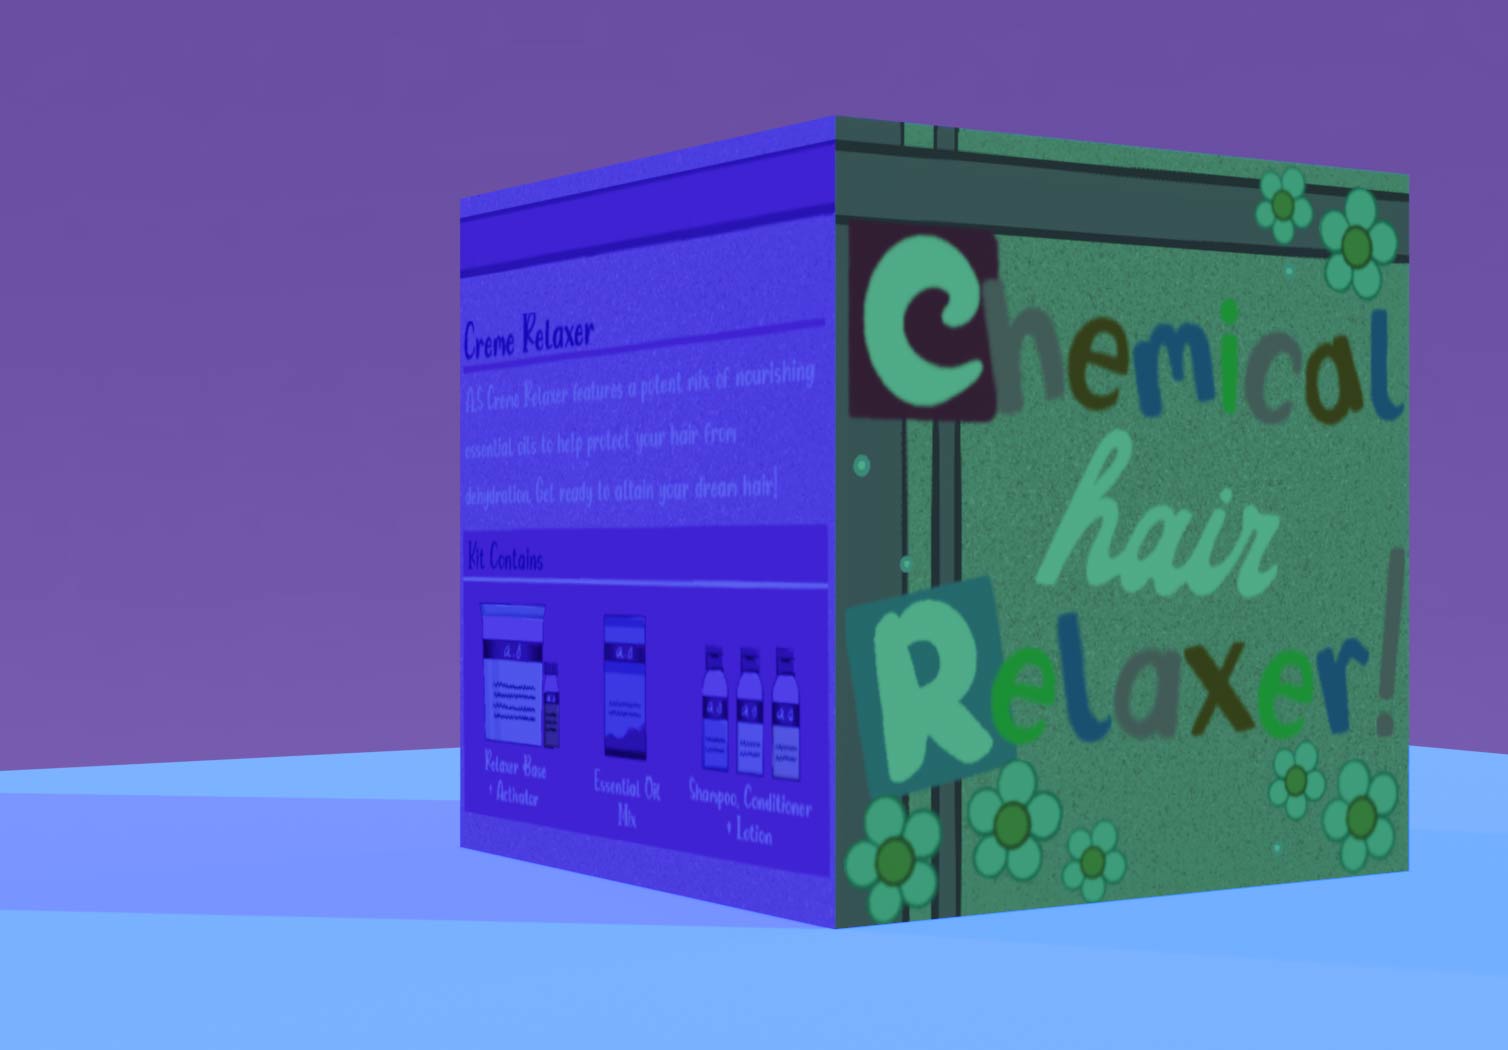 Creme Relaxer
A.S Creme Relaxer features a potent mix of nourishing
essential oils to help protect your hair from
dehydration. Get ready to attain your dream hair!
Kit Contains
a.s
a.s
a.s
a.s
a.s
Relaxer Base
+ Activator
Essential Oil
Mix
Shampoo, Conditioner
+ Lotion
Chemical
hair
Relaxer!